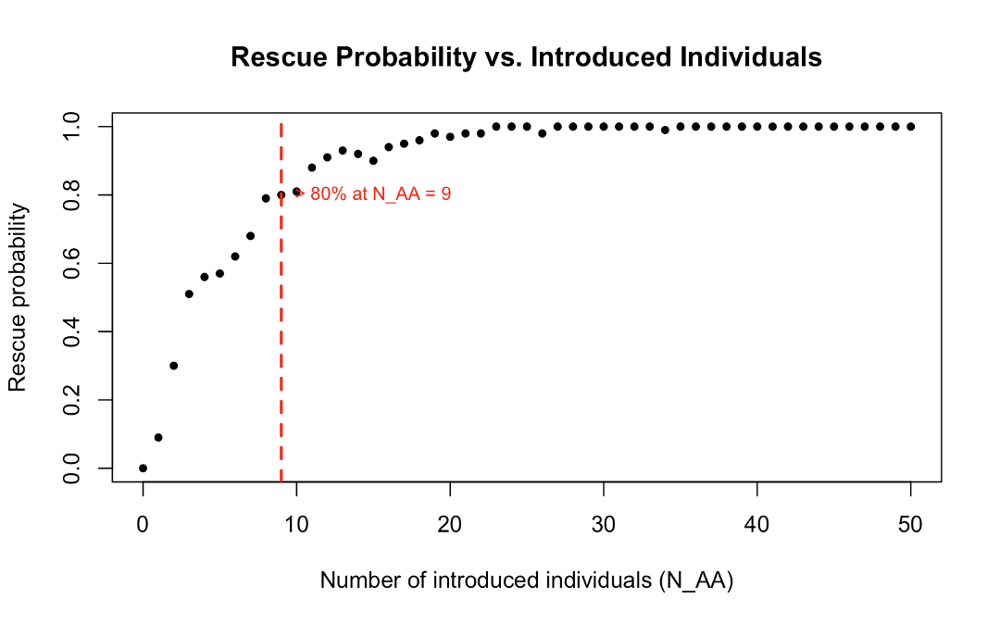 Rescue Probability vs. Introduced Individuals
Rescue probability
1.0
0.8
0.6
0.4
0.2
0.0
> 80% at N_AA = 9
0 10 20 30 40 50
Number of introduced individuals (N_AA)